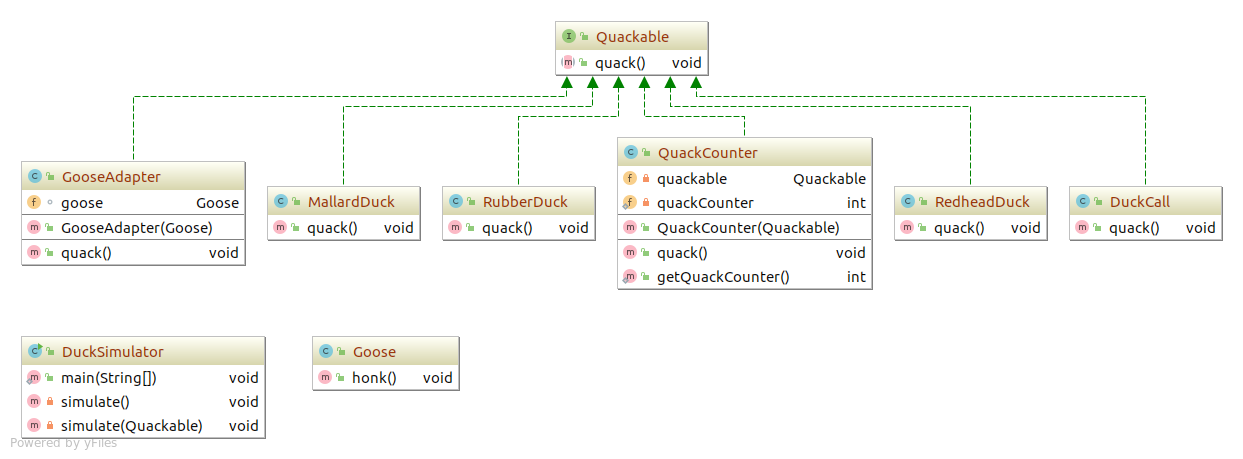 Quackable
quack() void
GooseAdapter
goose Goose
GooseAdapter(Goose)
quack() void
MallardDuck
quack() void
RubberDuck
quack() void
QuackCounter
quackable Quackable
quackCounter int
QuackCounter(Quackable)
quack() void
getQuackCounter() int
RedheadDuck
quack() void
DuckCall
quack() void
DuckSimulator
main(String[]) void
simulate() void
simulate(Quackable) void
Goose
honk() void
Powered by yFiles